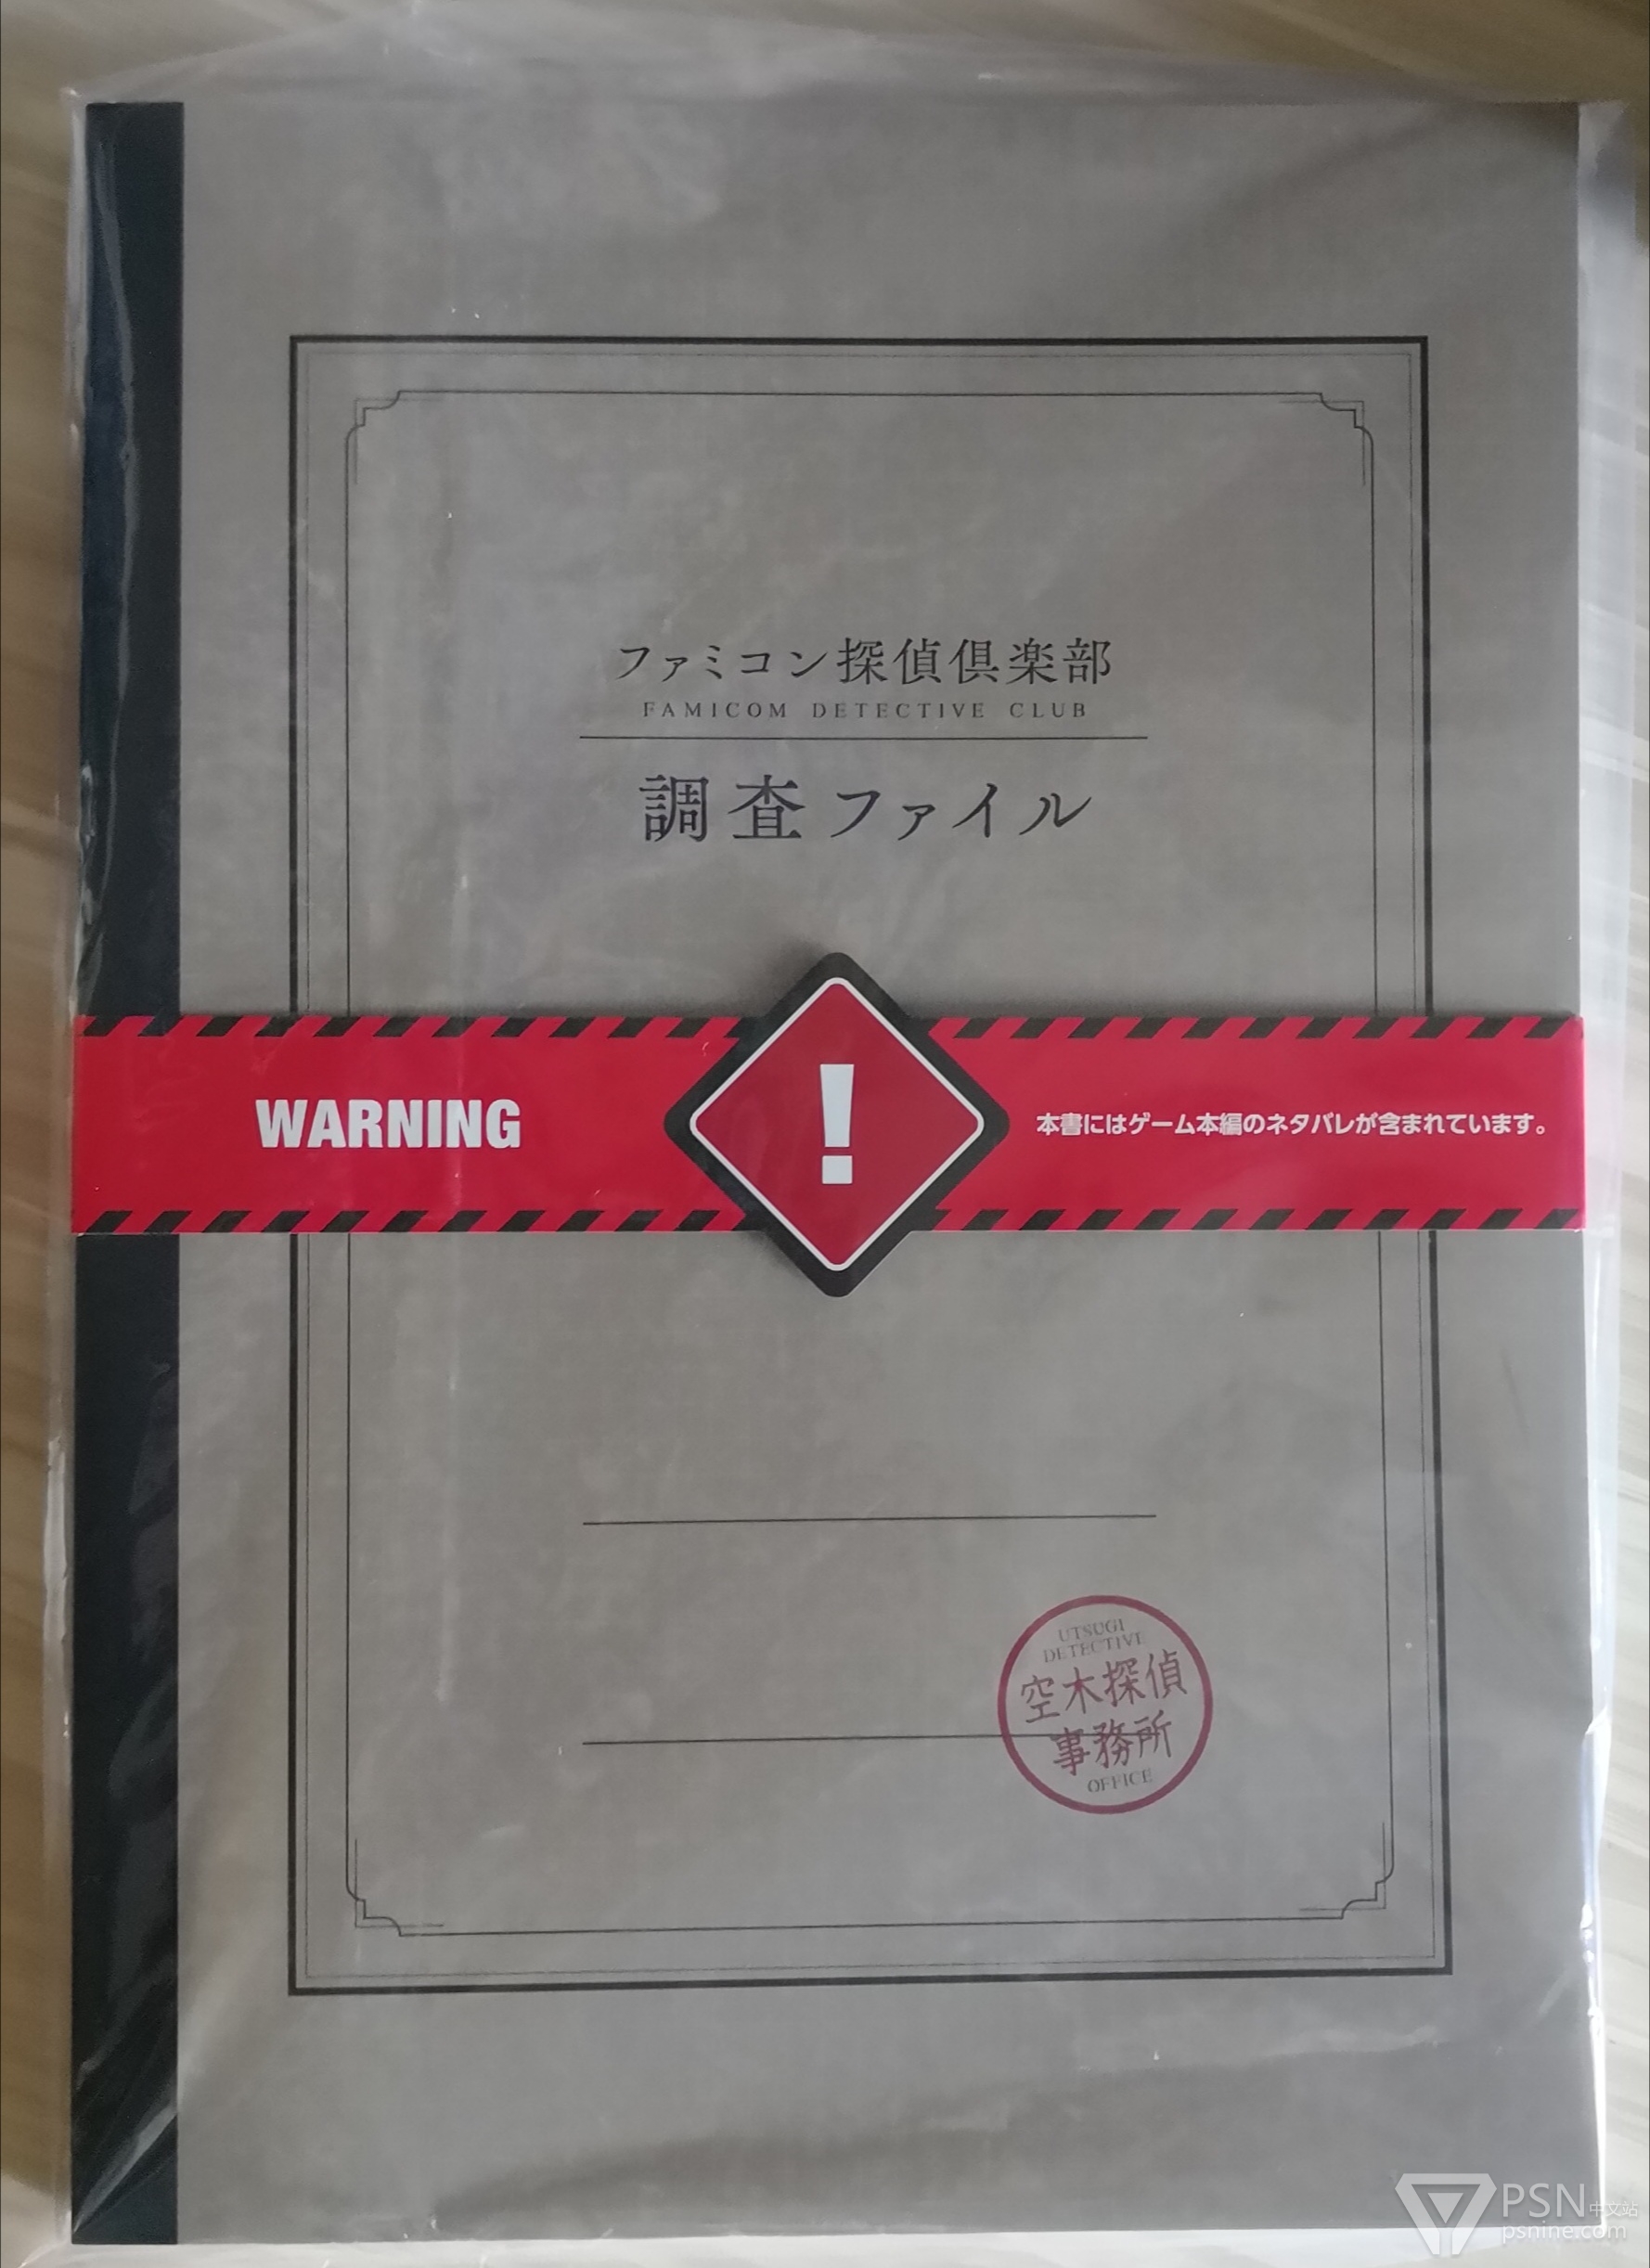 ファミコン探偵倶楽部
FAMICOM DETECTIVE CLUB
調査ファイル
WARNING
!
本書にはゲーム本編のネタバレが含まれています。
UTSUGI
DETECTIVE
空木探偵
事務所
OFFICE
PSN中文站
psnine.com